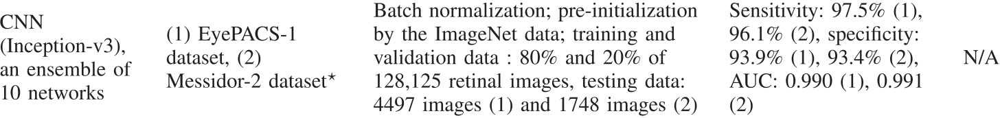 CNN
(Inception-v3),
an ensemble of
10 networks
(1) EyePACS-1
dataset, (2)
Messidor-2 dataset⋆
Batch normalization; pre-initialization
by the ImageNet data; training and
validation data : 80% and 20% of
128,125 retinal images, testing data:
4497 images (1) and 1748 images (2)
Sensitivity: 97.5% (1),
96.1% (2), specificity:
93.9% (1), 93.4% (2),
AUC: 0.990 (1), 0.991
(2)
N/A